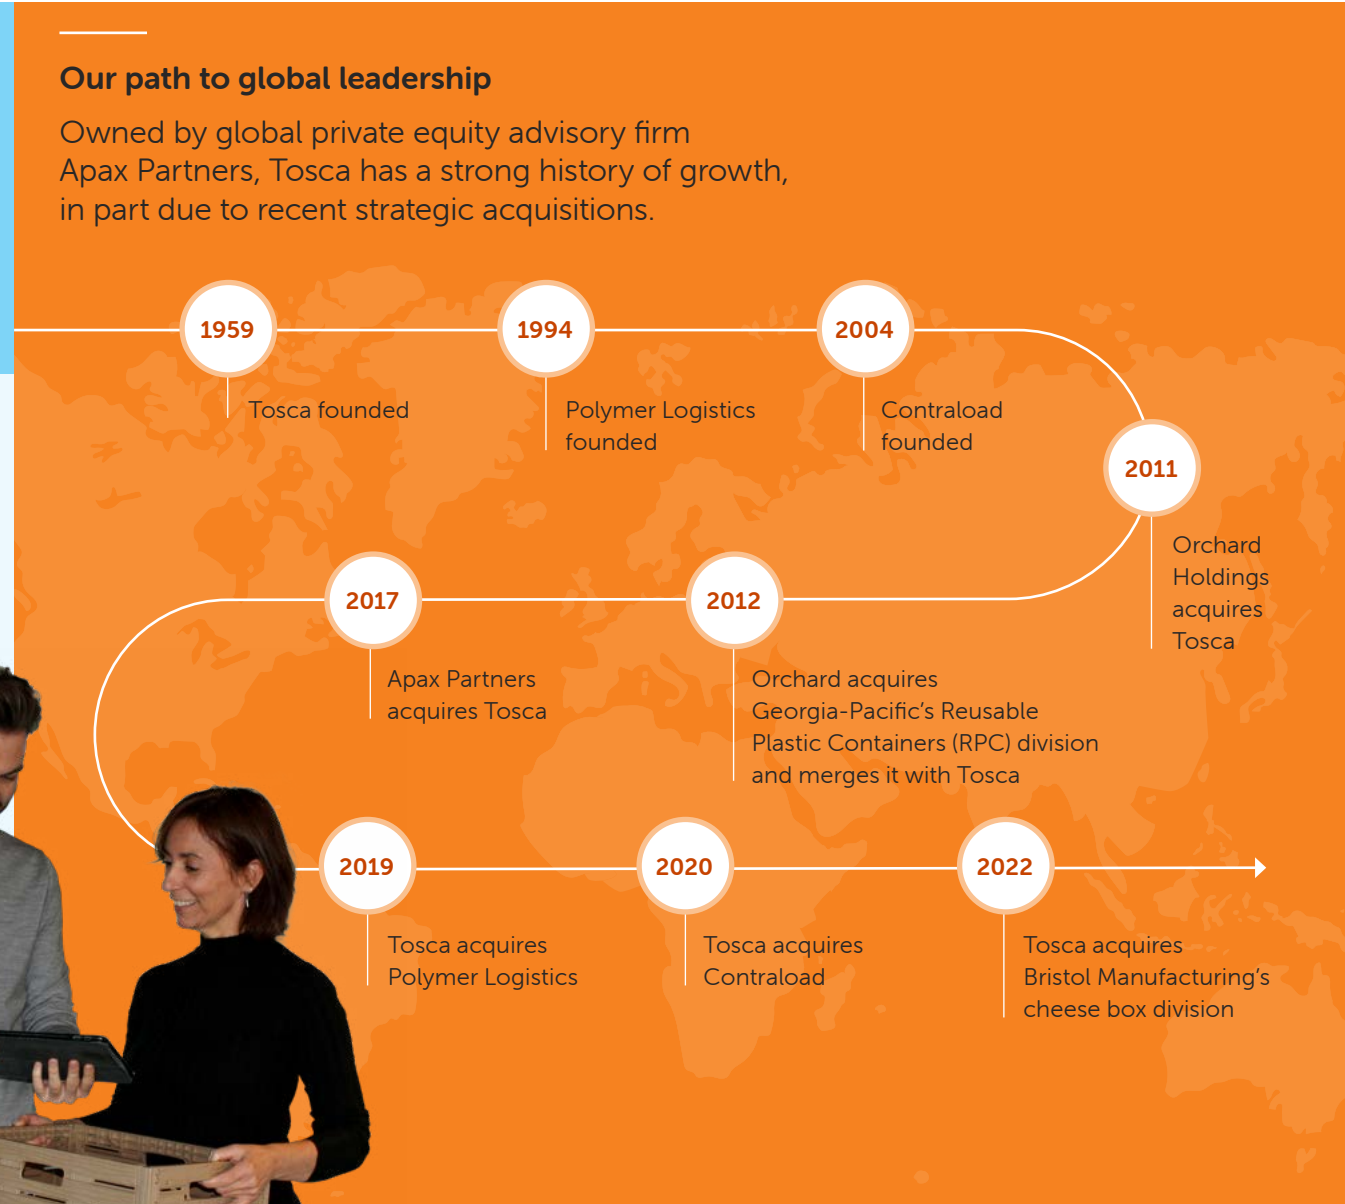 Our path to global leadership
Owned by global private equity advisory firm
Apax Partners, Tosca has a strong history of growth,
in part due to recent strategic acquisitions.
1959
Tosca founded
1994
Polymer Logistics
founded
2004
Contraload
founded
2011
Orchard
Holdings
acquires
Tosca
2012
Orchard acquires
Georgia-Pacific’s Reusable
Plastic Containers (RPC) division
and merges it with Tosca
2017
Apax Partners
acquires Tosca
2019
Tosca acquires
Polymer Logistics
2020
Tosca acquires
Contraload
2022
Tosca acquires
Bristol Manufacturing’s
cheese box division